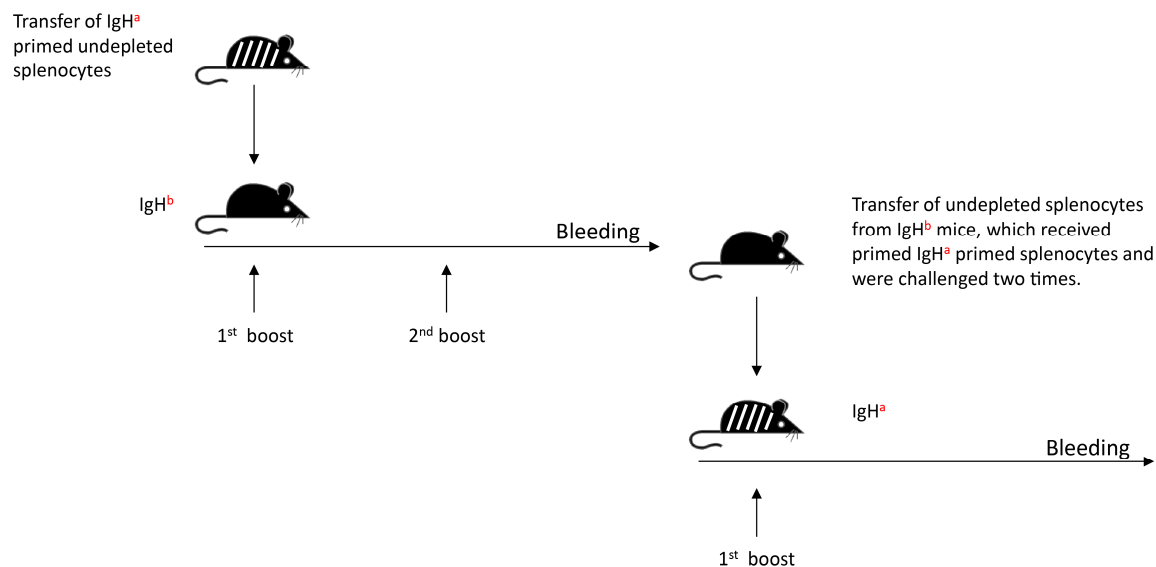 Transfer of IgHᵃ
primed undepleted
splenocytes
IgHᵇ
Bleeding
1ˢᵗ boost
2ⁿᵈ boost
Transfer of undepleted splenocytes
from IgHᵇ mice, which received
primed IgHᵃ primed splenocytes and
were challenged two times.
IgHᵃ
Bleeding
1ˢᵗ boost